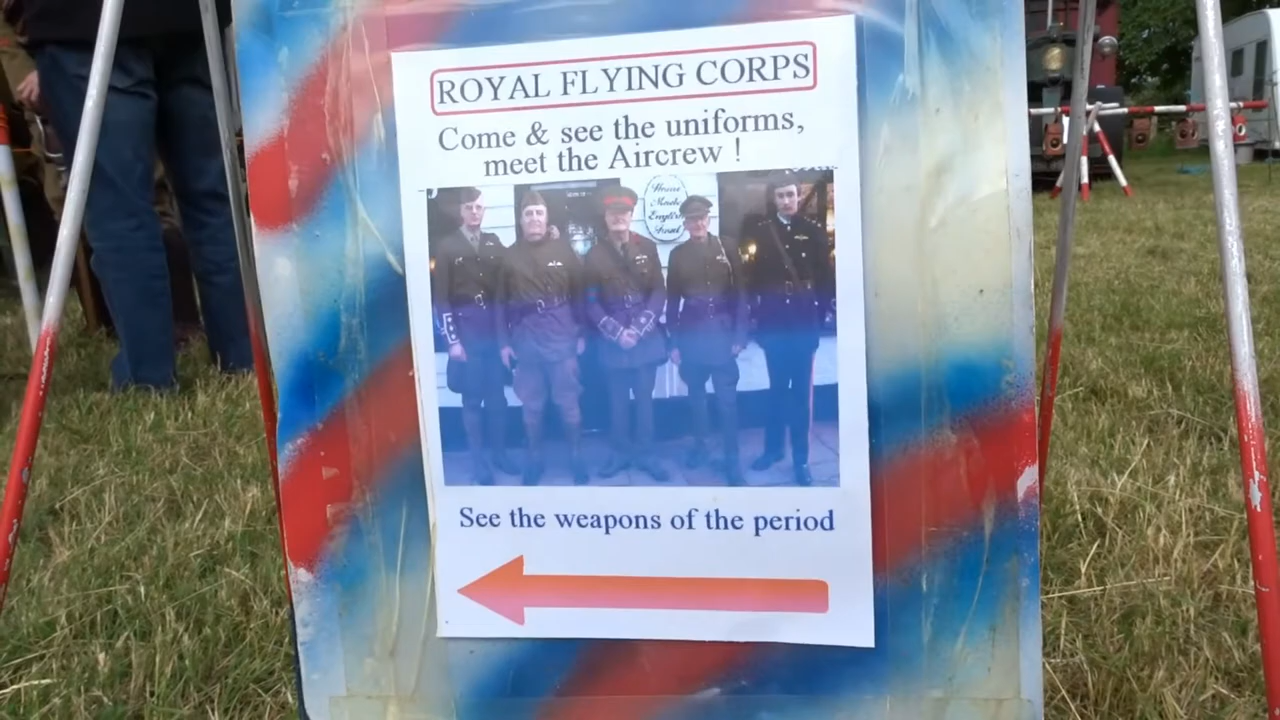 ROYAL FLYING CORPS
Come & see the uniforms,
meet the Aircrew !
See the weapons of the period